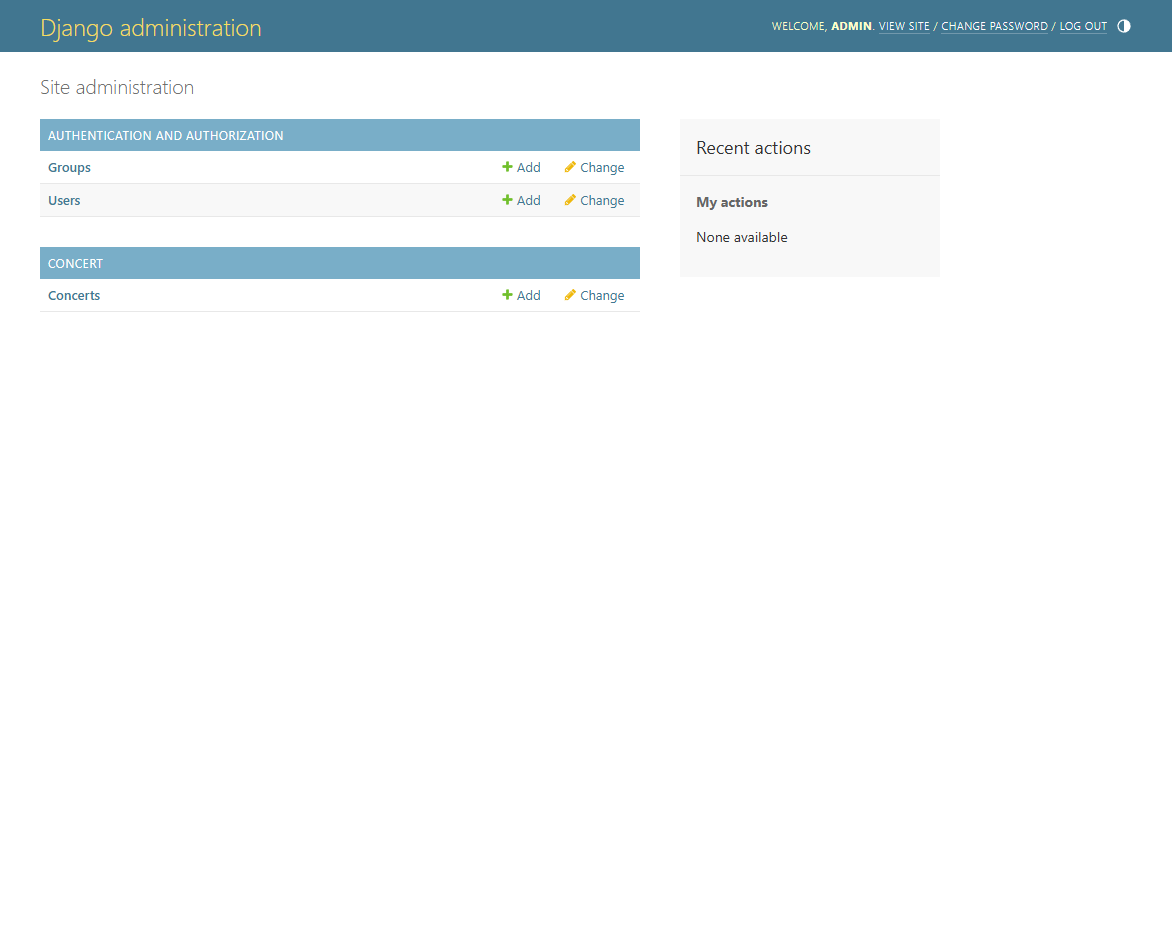 Django administration
WELCOME, ADMIN. VIEW SITE / CHANGE PASSWORD / LOG OUT
Site administration
AUTHENTICATION AND AUTHORIZATION
Groups Add Change
Users Add Change
CONCERT
Concerts Add Change
Recent actions
My actions
None available